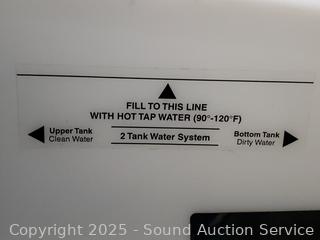 FILL TO THIS LINE
WITH HOT TAP WATER (90°-120°F)
Upper Tank
Clean Water
2 Tank Water System
Bottom Tank
Dirty Water
Copyright 2025 - Sound Auction Service